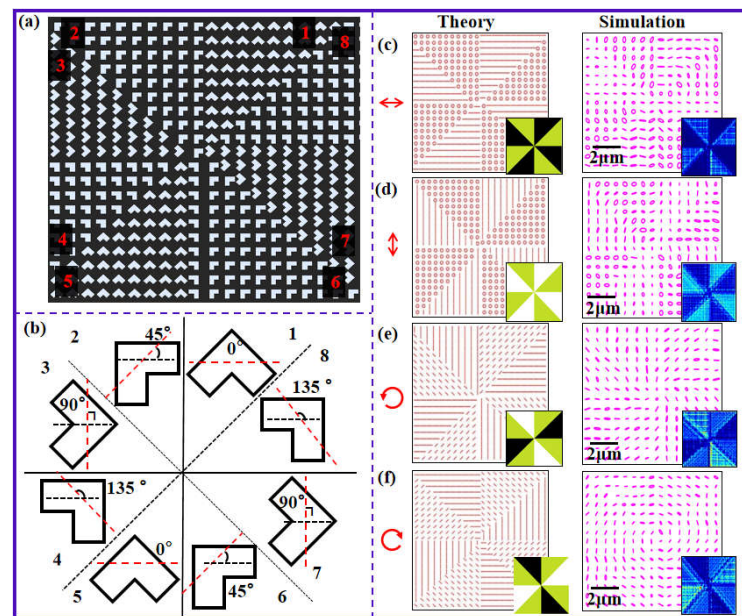 Theory Simulation
(a)
2 1 8
3
4 7
5 6
(b)
2 45° 1
3 0° 8
90° 135°
135° 90°
4 0° 7
5 45° 6
(c)
2μm
(d)
2μm
(e)
2μm
(f)
2μm